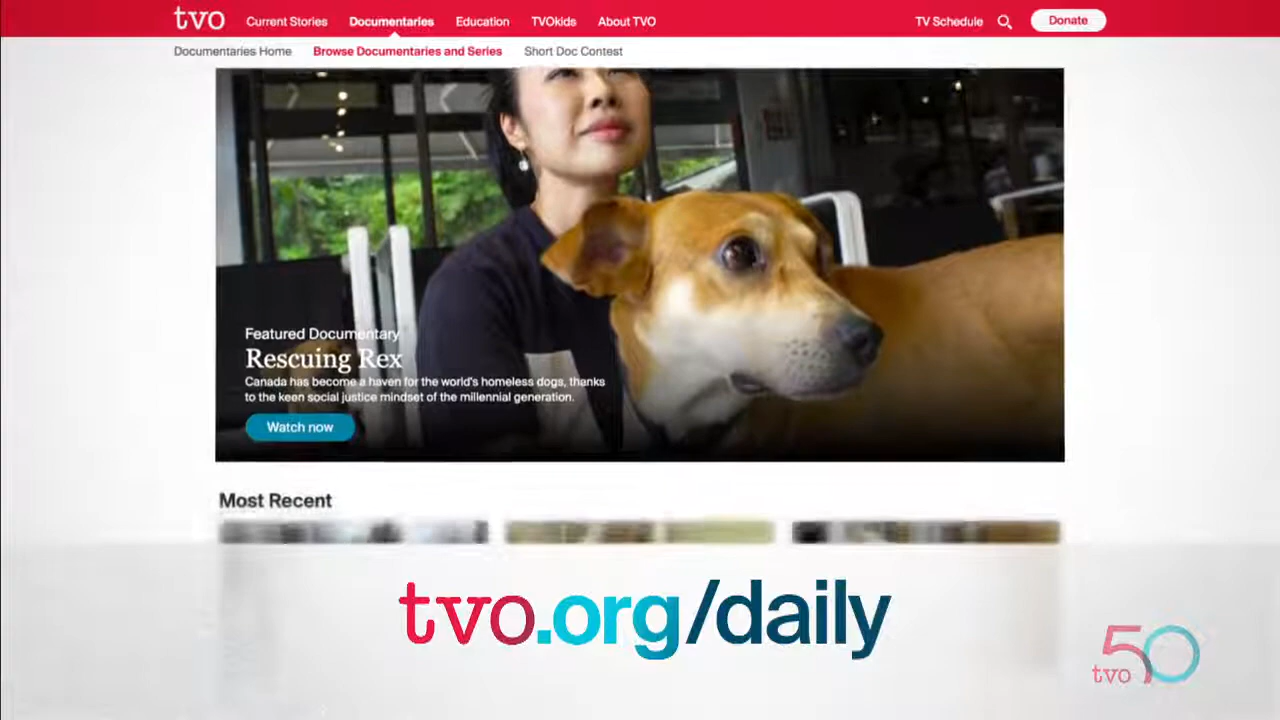 tvo Current Stories Documentaries Education TVOkids About TVO TV Schedule Donate
Documentaries Home Browse Documentaries and Series Short Doc Contest
Featured Documentary
Rescuing Rex
Canada has become a haven for the world's homeless dogs, thanks
to the keen social justice mindset of the millennial generation.
Watch now
Most Recent
tvo.org/daily
tvo 50